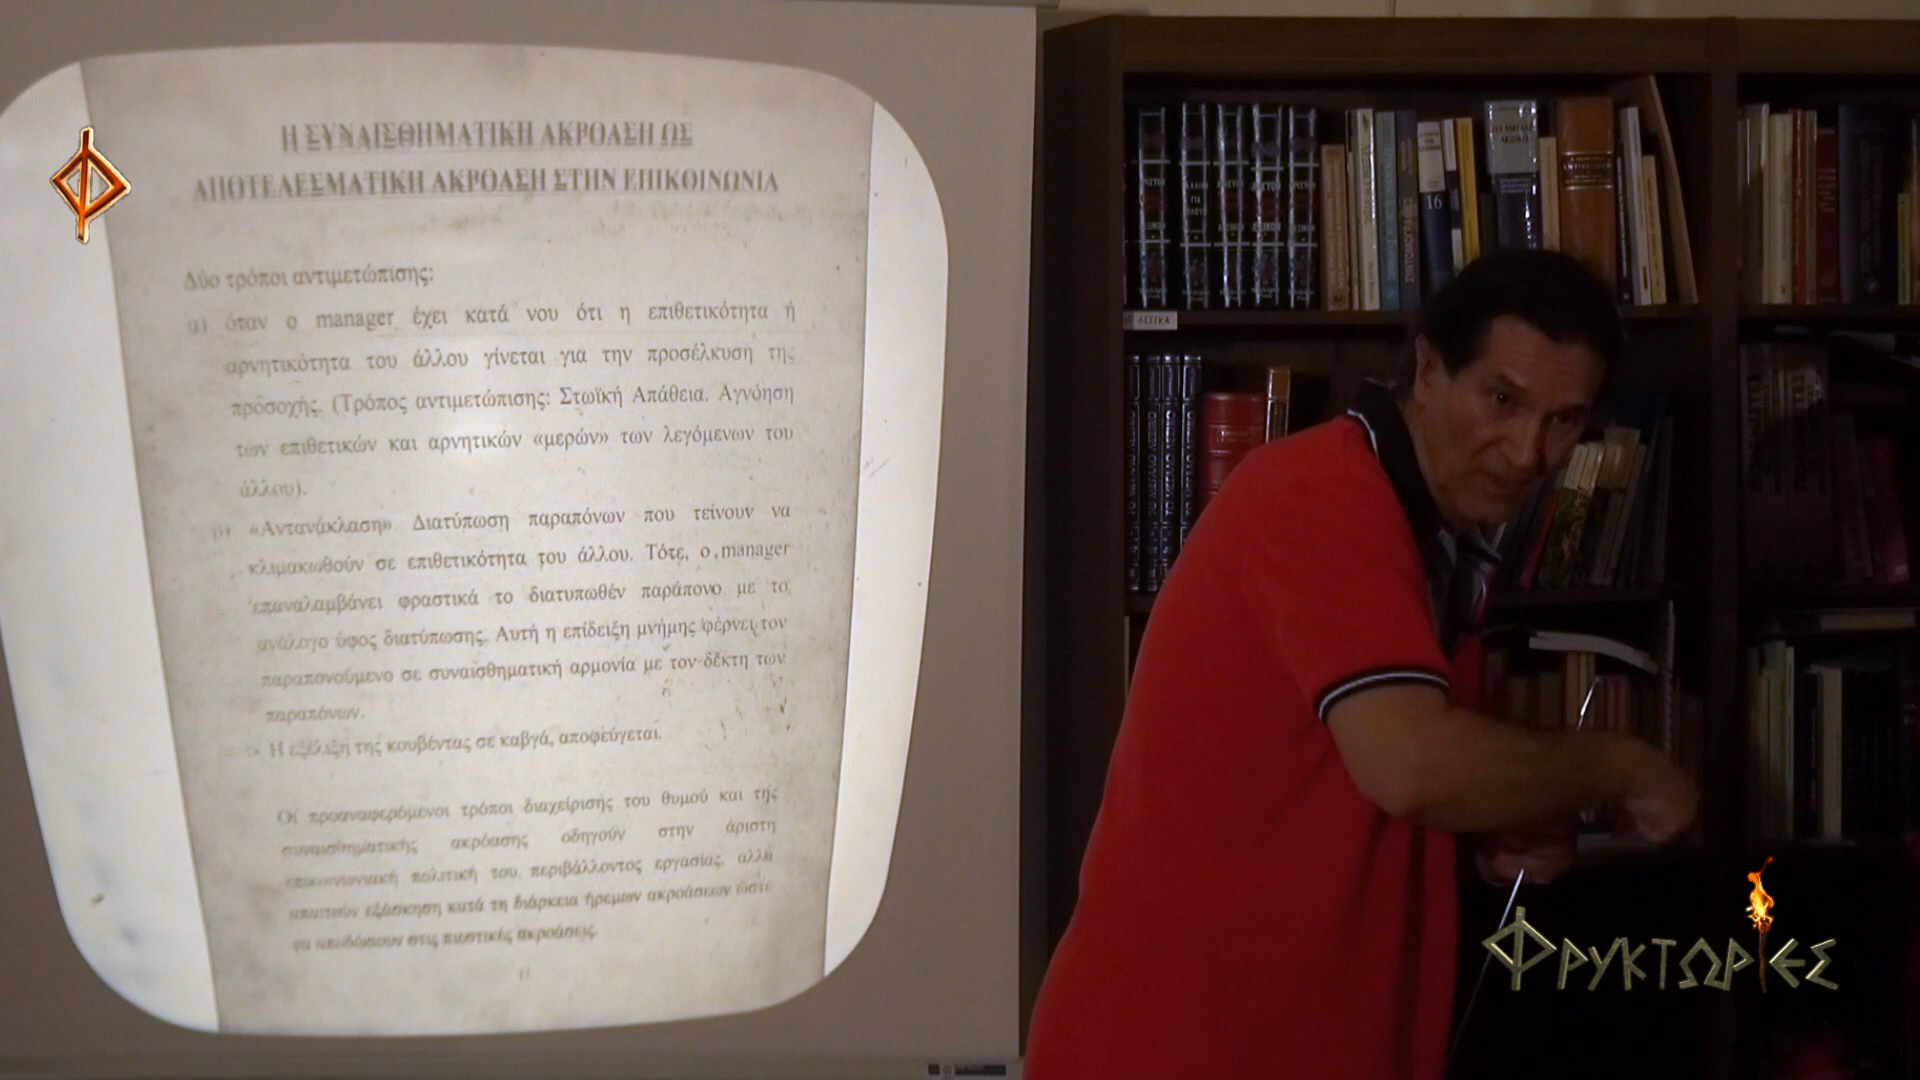 Η ΣΥΝΑΙΣΘΗΜΑΤΙΚΗ ΑΚΡΟΑΣΗ ΩΣ
ΑΠΟΤΕΛΕΣΜΑΤΙΚΗ ΑΚΡΟΑΣΗ ΣΤΗΝ ΕΠΙΚΟΙΝΩΝΙΑ
Δύο τρόποι αντιμετώπισης:
α) όταν ο manager έχει κατά νου ότι η επιθετικότητα ή
αρνητικότητα του άλλου γίνεται για την προσέλκυση της
προσοχής. (Τρόπος αντιμετώπισης: Στωϊκή Απάθεια. Αγνόηση
των επιθετικών και αρνητικών «μερών» των λεγόμενων του
άλλου).
β) «Αντανάκλαση» Διατύπωση παραπόνων που τείνουν να
κλιμακωθούν σε επιθετικότητα του άλλου. Τότε, ο manager
επαναλαμβάνει φραστικά το διατυπωθέν παράπονο με το
ανάλογο ύφος διατύπωσης. Αυτή η επίδειξη μνήμης φέρνει τον
παραπονούμενο σε συναισθηματική αρμονία με τον δέκτη των
παραπόνων.
> Η εξέλιξη της κουβέντας σε καβγά, αποφεύγεται.
Οι προαναφερόμενοι τρόποι διαχείρισης του θυμού και της
συναισθηματικής ακρόασης οδηγούν στην άριστη
επικοινωνιακή πολιτική του περιβάλλοντος εργασίας, αλλά
απαιτούν εξάσκηση κατά τη διάρκεια ήρεμων ακροάσεων ώστε
να αποδώσουν στις πιεστικές ακροάσεις.
16
ΛΕΞΙΚΑ
ΦΡΥΚΤΩΡΙΕΣ